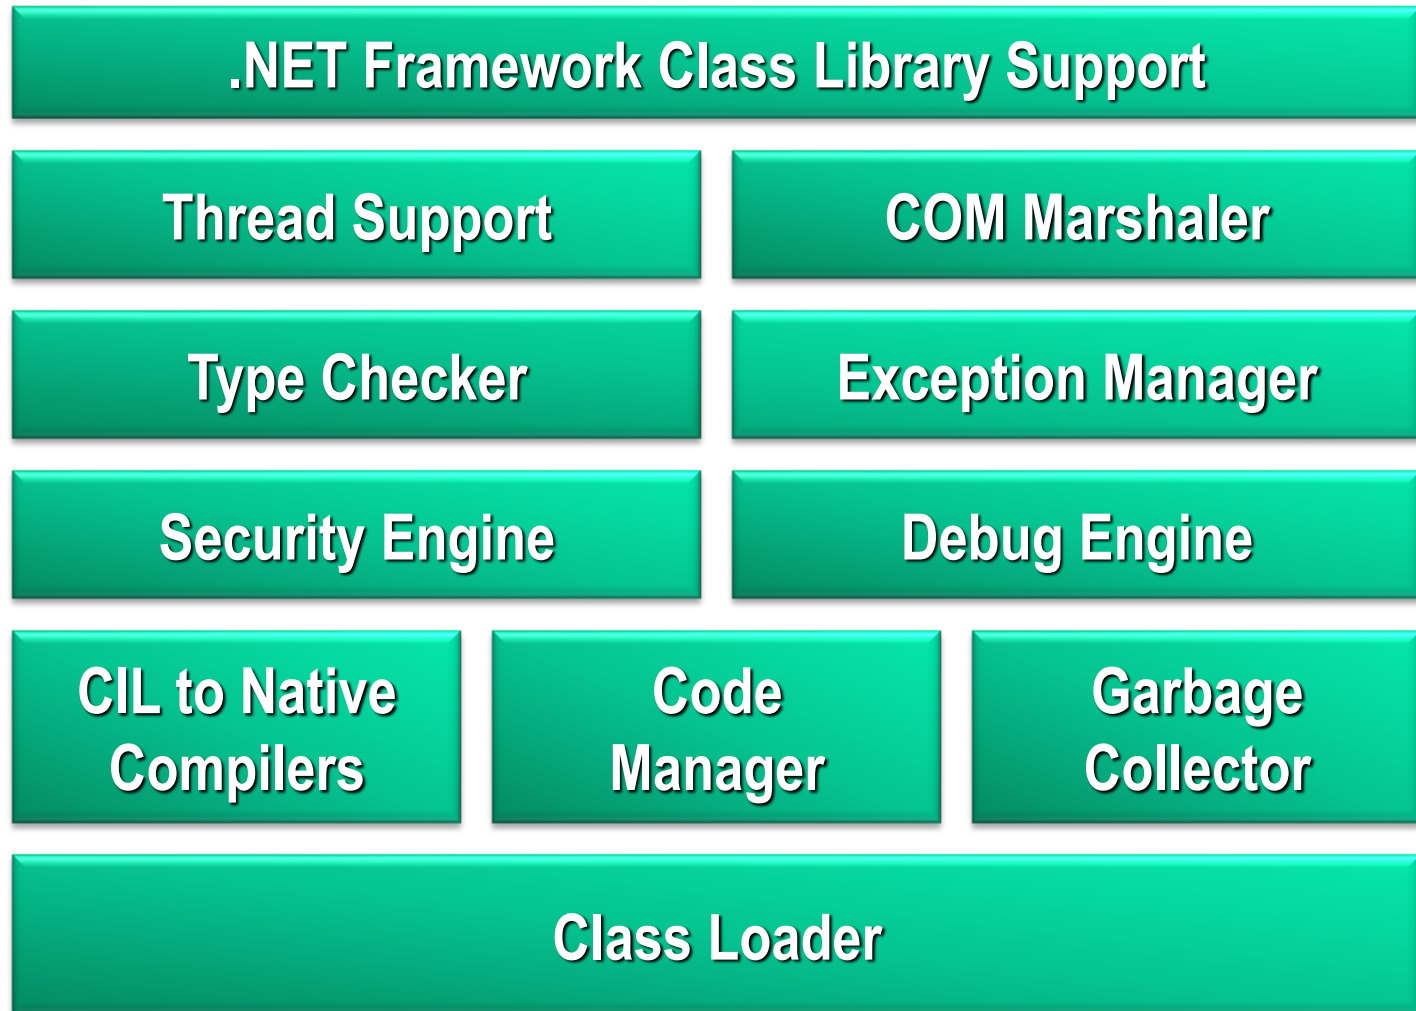 .NET Framework Class Library Support
Thread Support
COM Marshaler
Type Checker
Exception Manager
Security Engine
Debug Engine
CIL to Native
Compilers
Code
Manager
Garbage
Collector
Class Loader